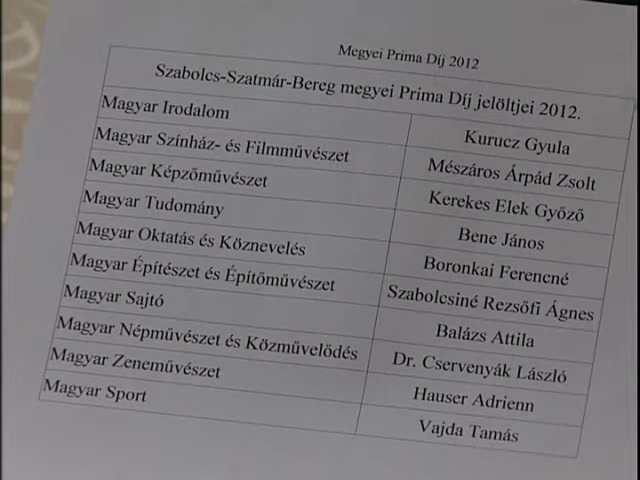 Megyei Prima Díj 2012
Szabolcs-Szatmár-Bereg megyei Prima Díj jelöltjei 2012.
Magyar Irodalom Kurucz Gyula
Magyar Színház- és Filmművészet Mészáros Árpád Zsolt
Magyar Képzőművészet Kerekes Elek Győző
Magyar Tudomány Bene János
Magyar Oktatás és Köznevelés Boronkai Ferencné
Magyar Építészet és Építőművészet Szabolcsiné Rezsőfi Ágnes
Magyar Sajtó Balázs Attila
Magyar Népművészet és Közművelődés Dr. Cservenyák László
Magyar Zeneművészet Hauser Adrienn
Magyar Sport Vajda Tamás